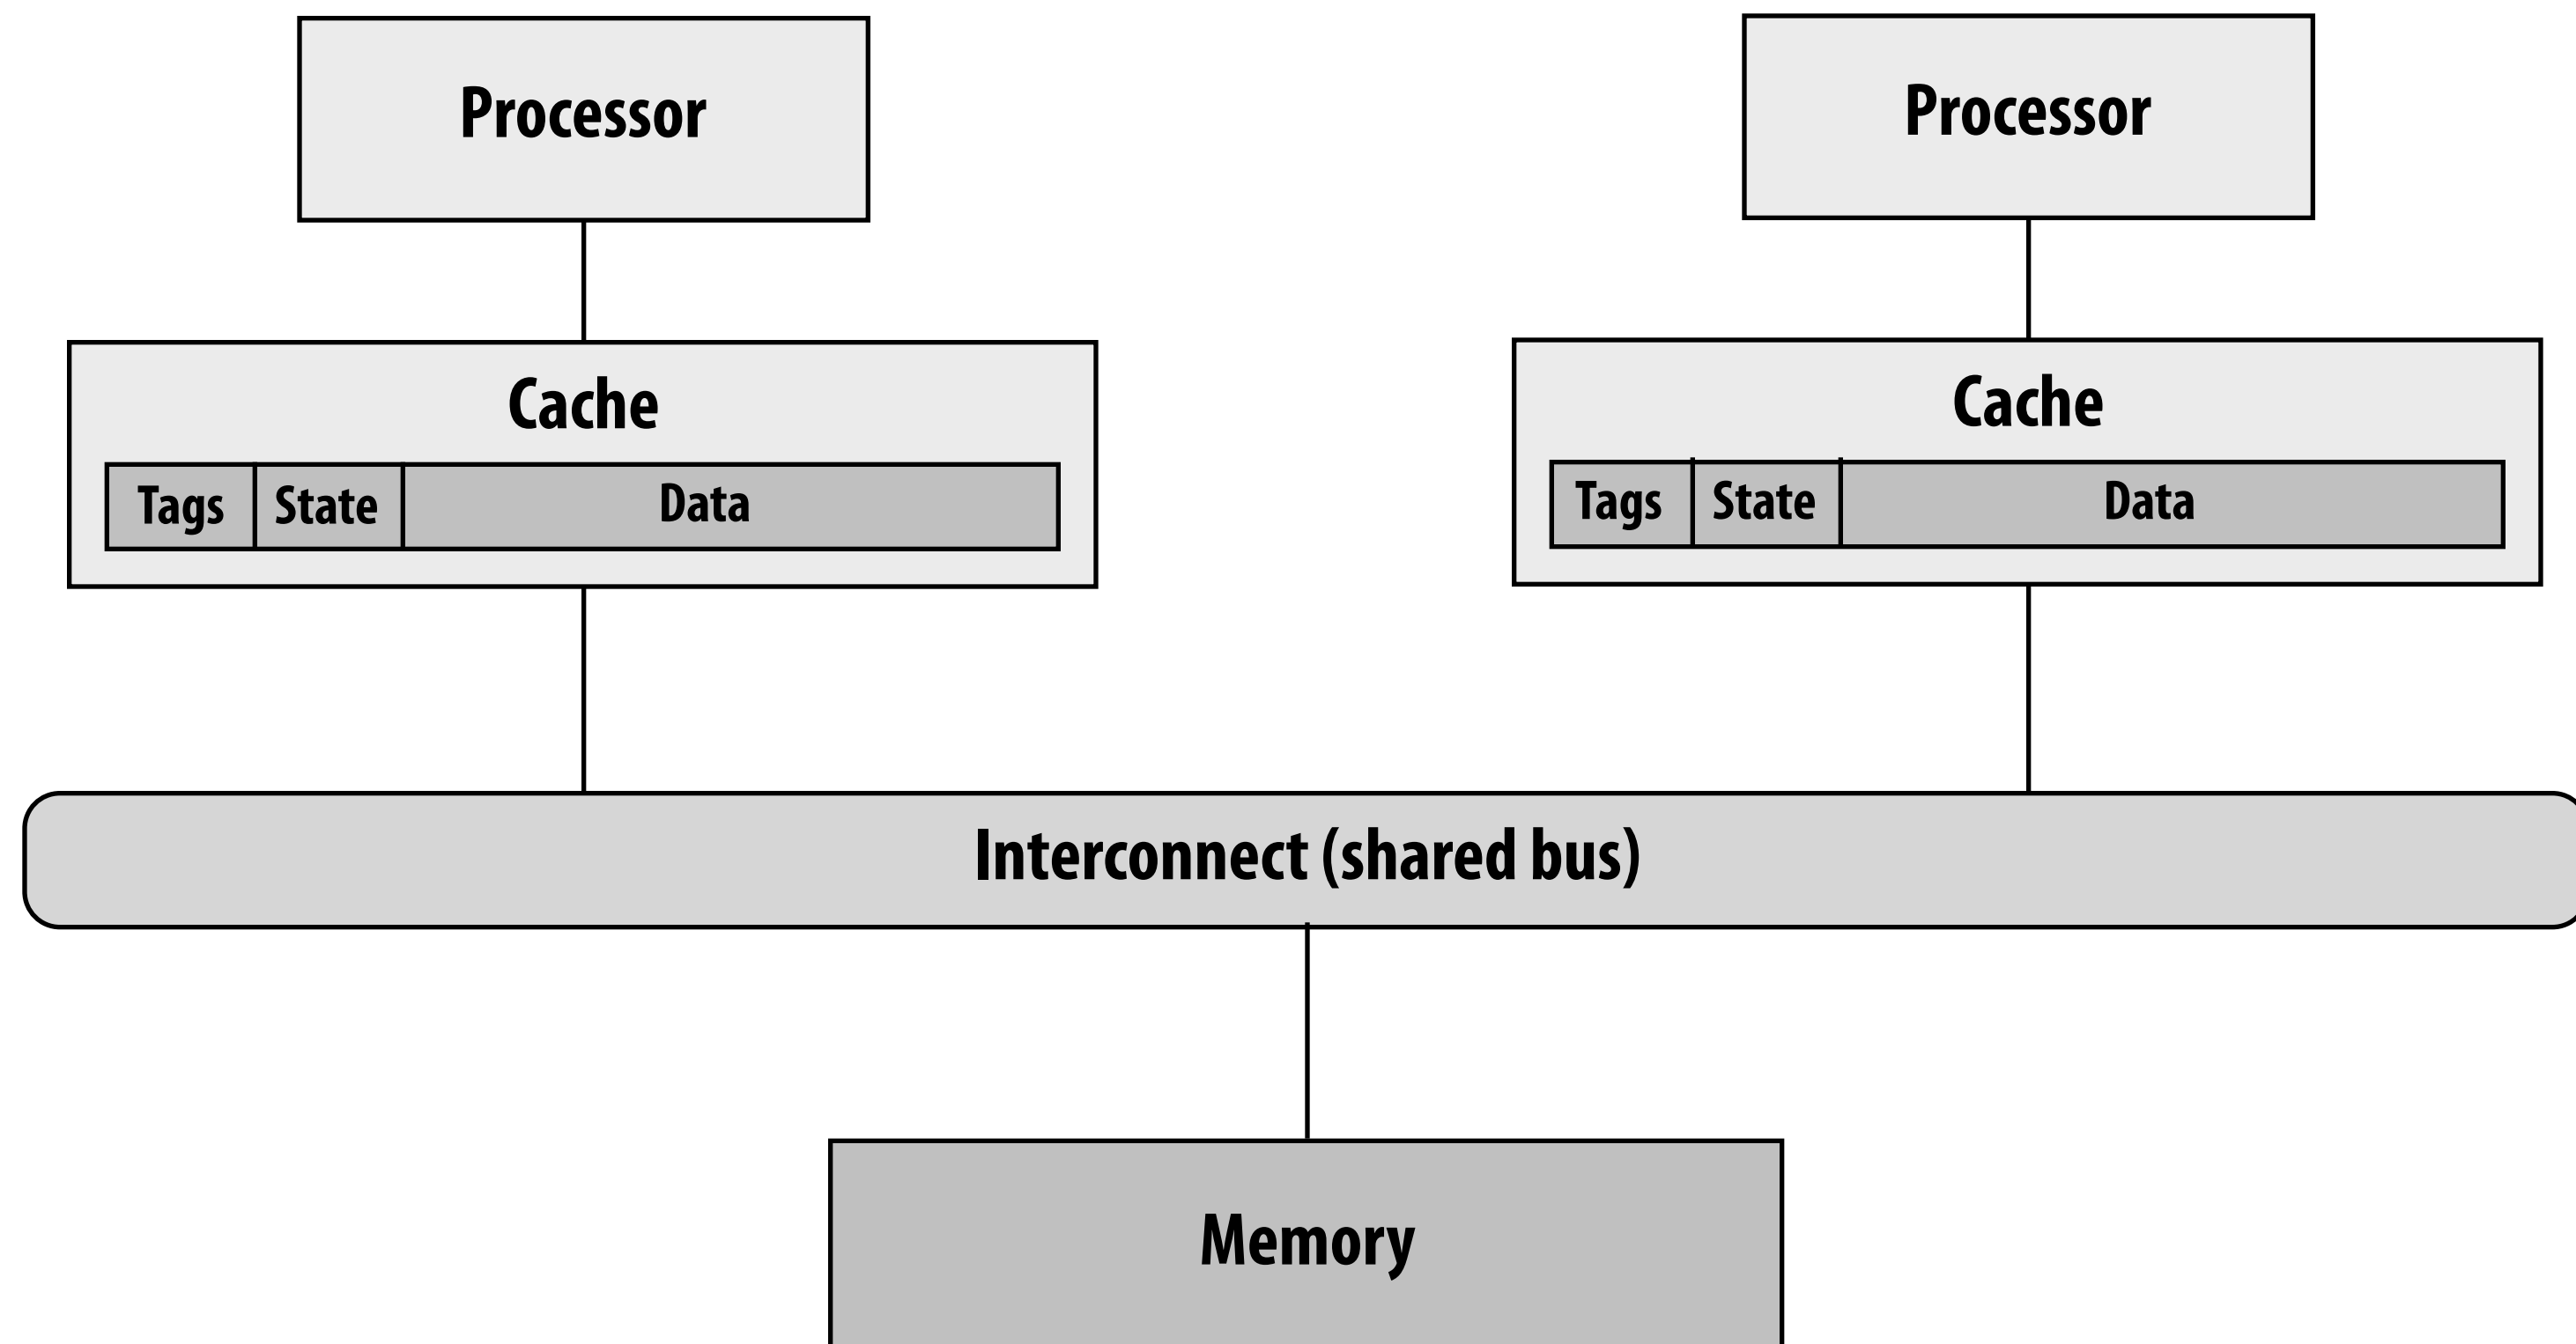 Processor
Processor
Cache
Cache
Tags State Data
Tags State Data
Interconnect (shared bus)
Memory